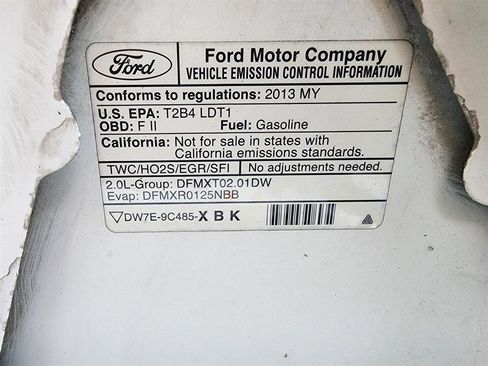 Ford
Ford Motor Company
VEHICLE EMISSION CONTROL INFORMATION
Conforms to regulations: 2013 MY
U.S. EPA: T2B4 LDT1
OBD: F II Fuel: Gasoline
California: Not for sale in states with
California emissions standards.
TWC/HO2S/EGR/SFI No adjustments needed.
2.0L-Group: DFMXT02.01DW
Evap: DFMXR0125NBB
DW7E-9C485-XBK